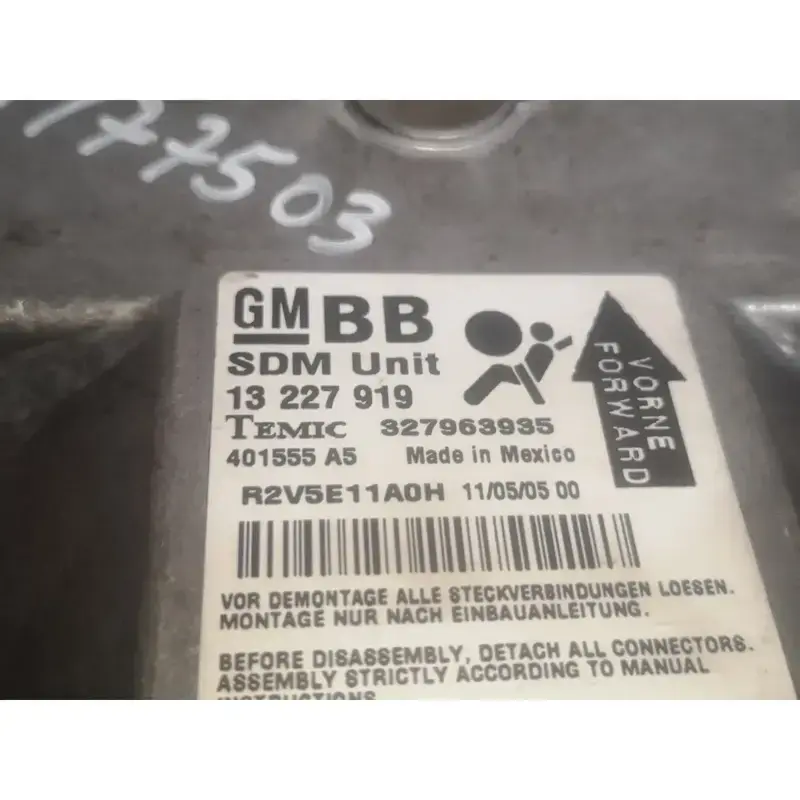 177503
GM BB
SDM Unit
13 227 919
TEMIC 327963935
401555 A5 Made in Mexico
R2V5E11A0H 11/05/05 00
VORNE
FORWARD
VOR DEMONTAGE ALLE STECKVERBINDUNGEN LOESEN.
MONTAGE NUR NACH EINBAUANLEITUNG.
BEFORE DISASSEMBLY, DETACH ALL CONNECTORS.
ASSEMBLY STRICTLY ACCORDING TO MANUAL
INSTRUCTIONS